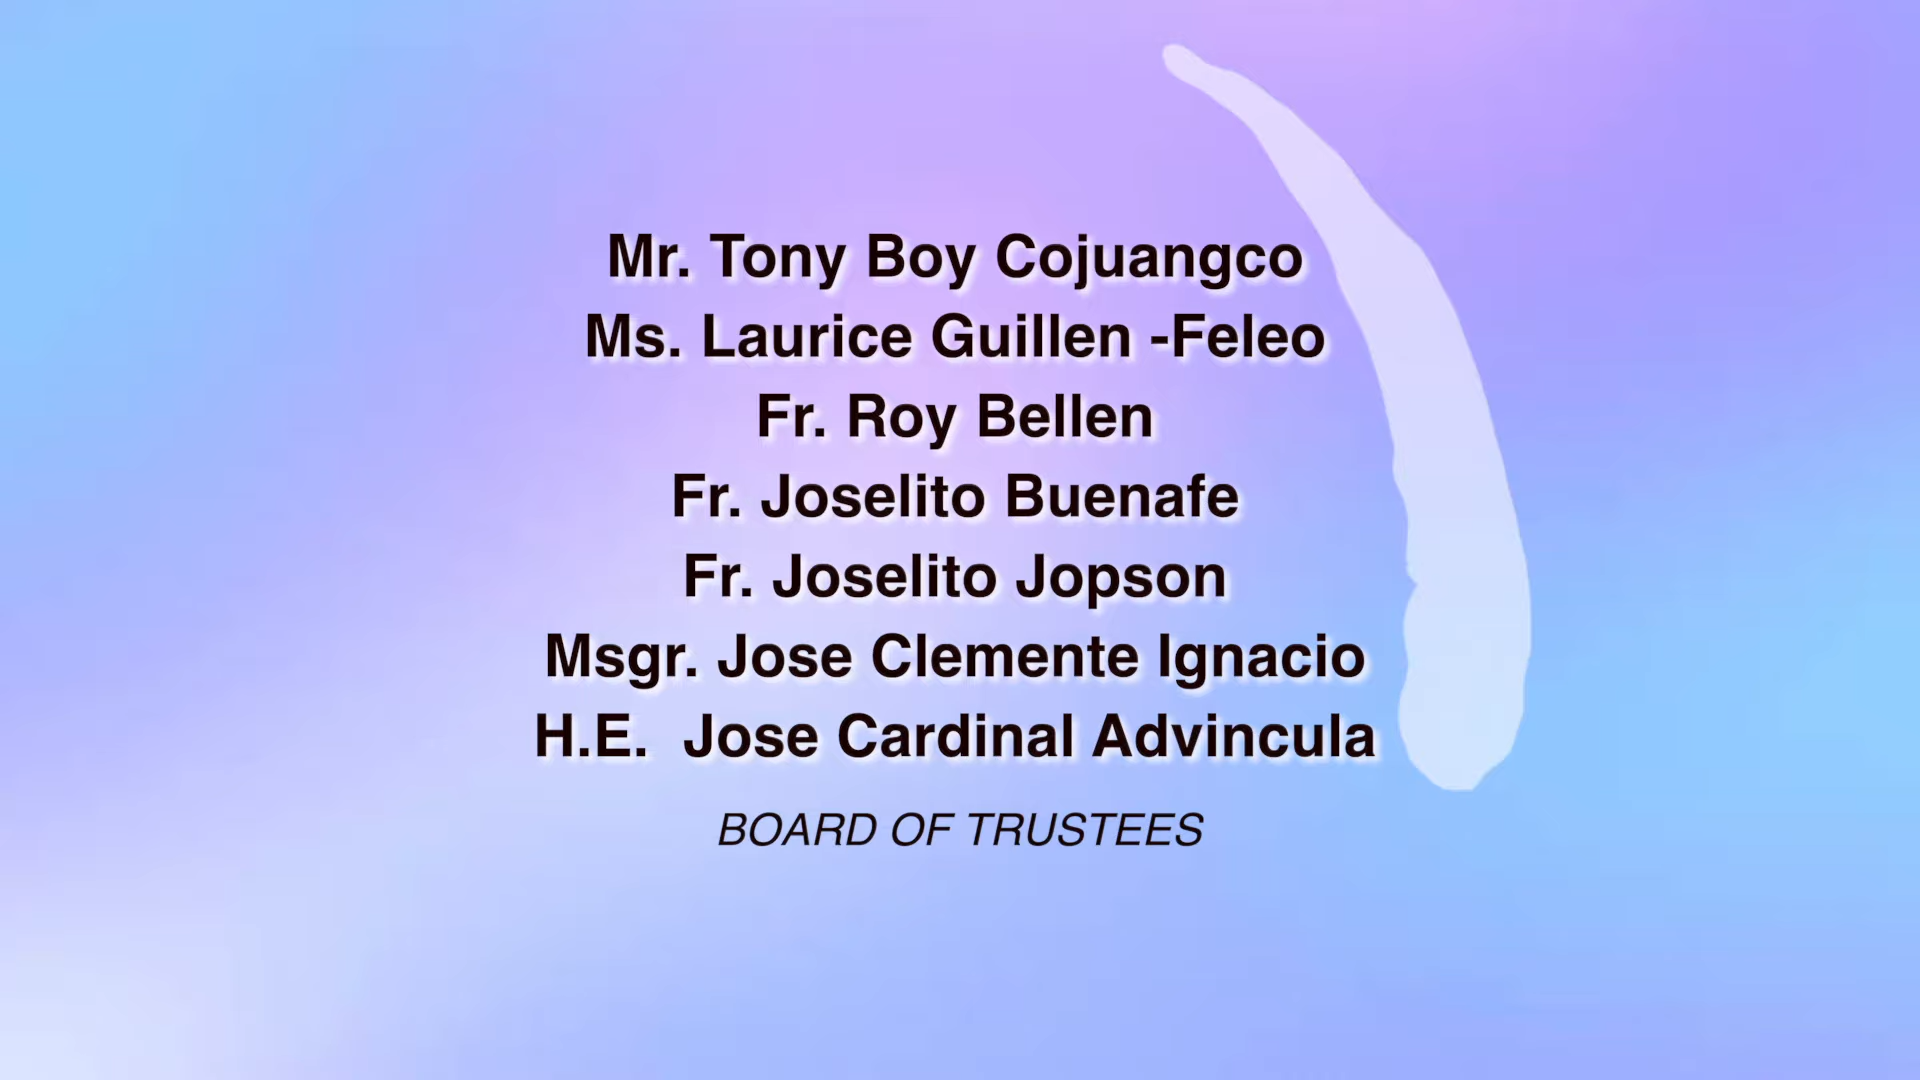 Mr. Tony Boy Cojuangco
Ms. Laurice Guillen -Feleo
Fr. Roy Bellen
Fr. Joselito Buenafe
Fr. Joselito Jopson
Msgr. Jose Clemente Ignacio
H.E.  Jose Cardinal Advincula
BOARD OF TRUSTEES